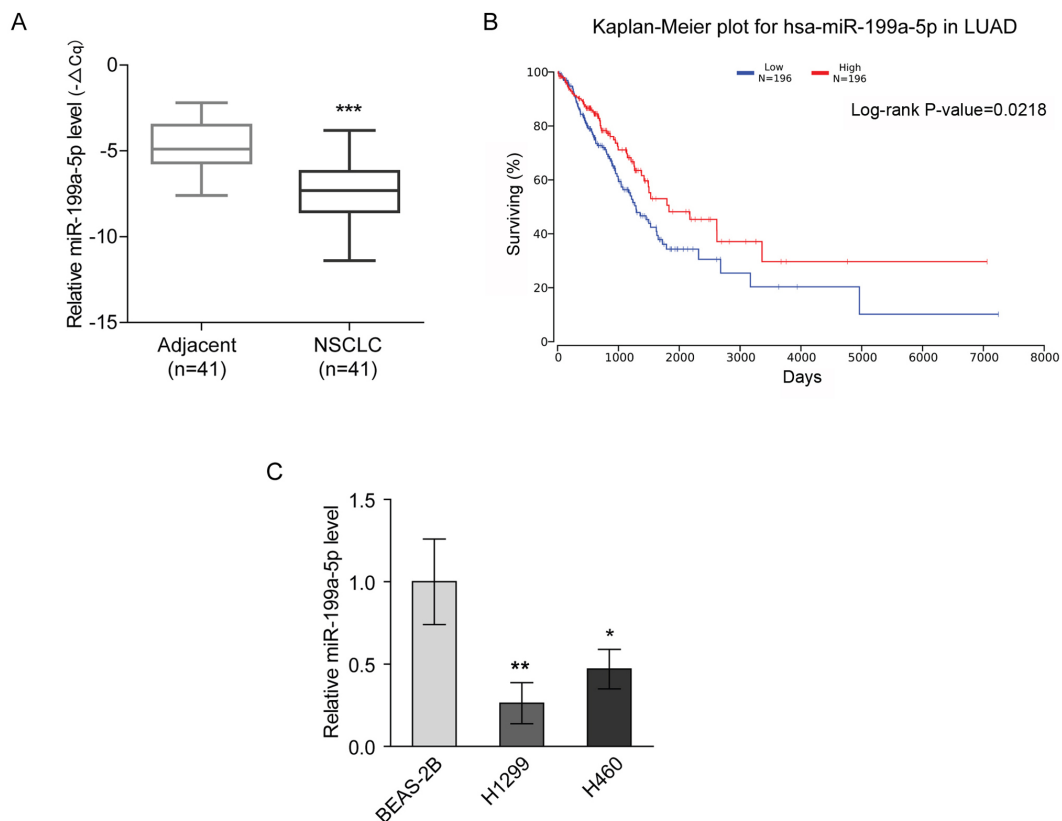 A
Relative miR-199a-5p level (-△Cq)
0
-5
-10
-15
***
Adjacent
(n=41)
NSCLC
(n=41)
B
Kaplan-Meier plot for hsa-miR-199a-5p in LUAD
Low
N=196
High
N=196
Log-rank P-value=0.0218
Surviving (%)
100
80
60
40
20
0
0 1000 2000 3000 4000 5000 6000 7000 8000
Days
C
Relative miR-199a-5p level
1.5
1.0
0.5
0.0
**
*
BEAS-2B
H1299
H460